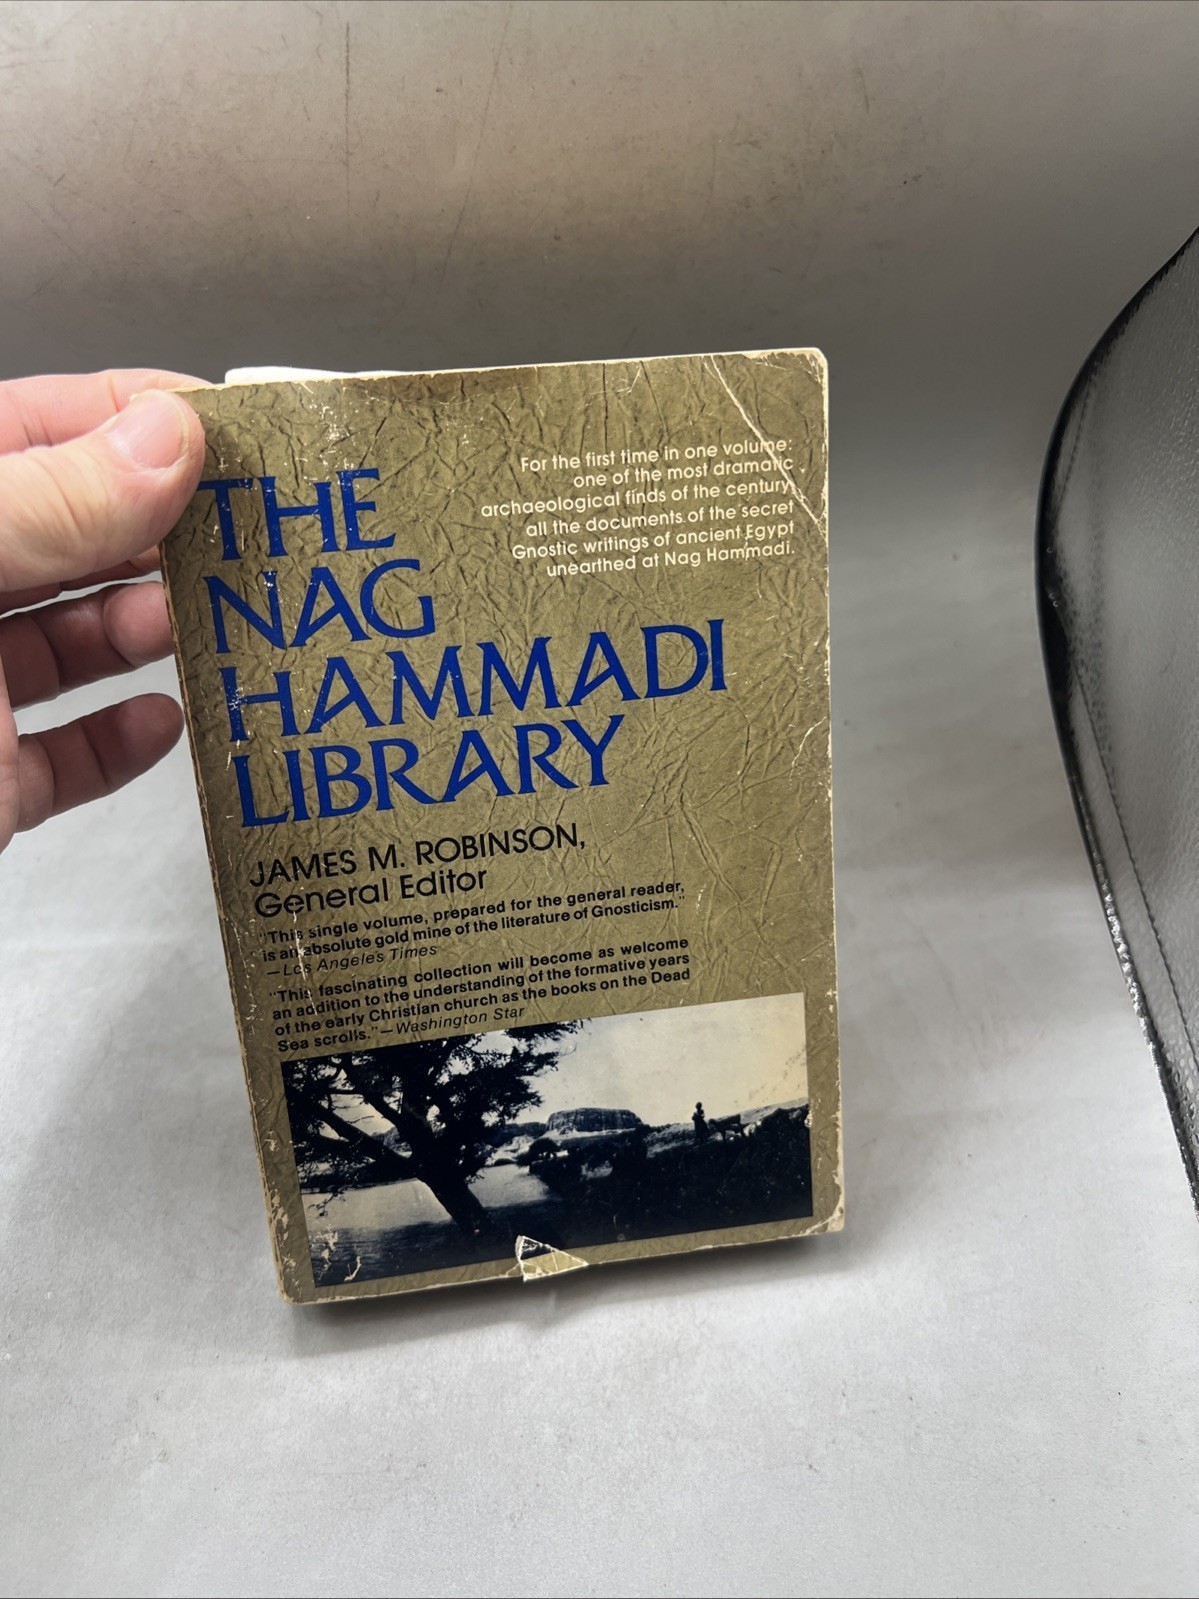 For the first time in one volume:
one of the most dramatic
archaeological finds of the century,
all the documents of the secret
Gnostic writings of ancient Egypt
unearthed at Nag Hammadi.
THE
NAG
HAMMADI
LIBRARY
JAMES M. ROBINSON,
General Editor
"This single volume, prepared for the general reader,
is an absolute gold mine of the literature of Gnosticism."
—Los Angeles Times
"This fascinating collection will become as welcome
an addition to the understanding of the formative years
of the early Christian church as the books on the Dead
Sea scrolls."—Washington Star